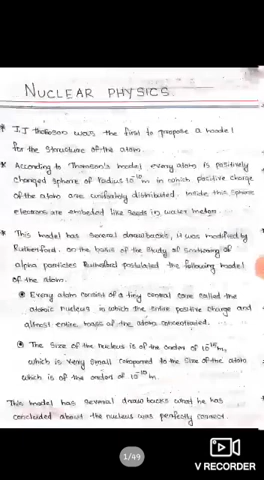 NUCLEAR PHYSICS
* J.J Thomson was the first to propose a model
for the structure of the atom.
* According to Thomson's model every atom is positively
charged sphere of radius 10⁻¹⁰m in which positive charge
of the atom are uniformly distributed. Inside this sphere
electrons are embeded like seeds in water melon.
* This model has several drawbacks, it was modified by
Rutherford. on the basis of the study of scattering of
alpha particles Rutherford postulated the following model
of the atom.
Every atom consist of a tiny central core called the
atomic nucleus in which the entire positive charge and
almost entire mass of the atom concentrated.
The size of the nucleus is of the orders of
which is very small compared to the size of the atom
which is of the orders of 10⁻¹⁰m.
This model has several drawbacks what he has
concluded about the nucleus was perfectly correct.
1/49
V RECORDER